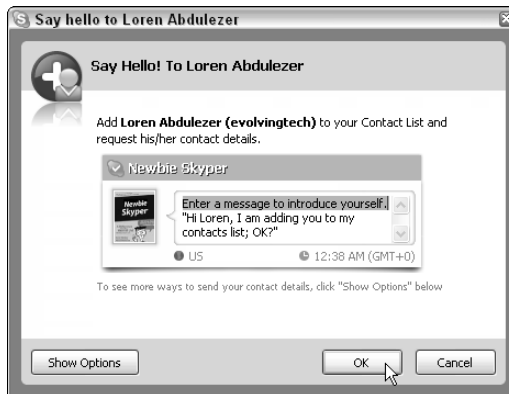 Say hello to Loren Abdulezer
Say Hello! To Loren Abdulezer
Add Loren Abdulezer (evolvingtech) to your Contact List and
request his/her contact details.
Newbie Skyper
Newbie
Skyper
Enter a message to introduce yourself.
"Hi Loren, I am adding you to my
contacts list; OK?"
US
12:38 AM (GMT+0)
To see more ways to send your contact details, click "Show Options" below
Show Options
OK
Cancel